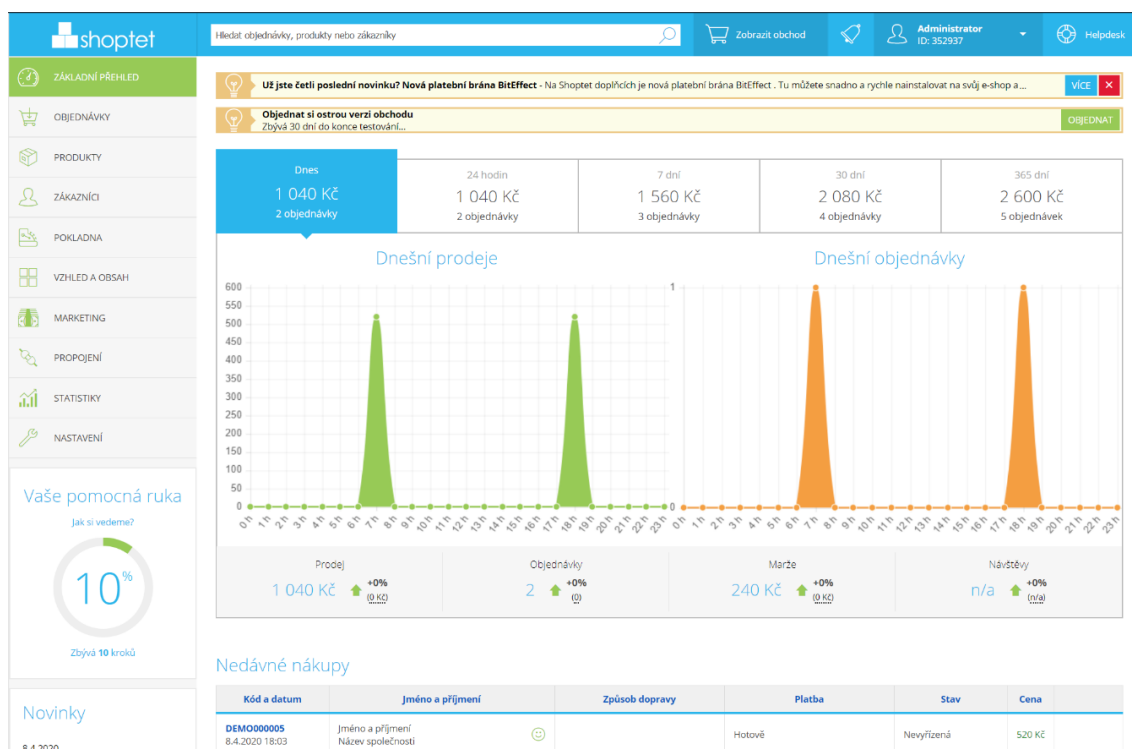 shoptet
Hledat objednávky, produkty nebo zákazníky
Zobrazit obchod
Administrator
ID: 352937
Helpdesk
ZÁKLADNÍ PŘEHLED
OBJEDNÁVKY
PRODUKTY
ZÁKAZNÍCI
POKLADNA
VZHLED A OBSAH
MARKETING
PROPOJENÍ
STATISTIKY
NASTAVENÍ
Vaše pomocná ruka
Jak si vedeme?
10%
Zbývá 10 kroků
Novinky
8.4.2020
Už jste četli poslední novinku? Nová platební brána BitEffect - Na Shoptet doplňcích je nová platební brána BitEffect . Tu můžete snadno a rychle nainstalovat na svůj e-shop a...
VÍCE
Objednat si ostrou verzi obchodu
Zbývá 30 dní do konce testování...
OBJEDNAT
Dnes
1 040 Kč
2 objednávky
24 hodin
1 040 Kč
2 objednávky
7 dní
1 560 Kč
3 objednávky
30 dní
2 080 Kč
4 objednávky
365 dní
2 600 Kč
5 objednávek
Dnešní prodeje
600
550
500
450
400
350
300
250
200
150
100
50
0
0h 1h 2h 3h 4h 5h 6h 7h 8h 9h 10h 11h 12h 13h 14h 15h 16h 17h 18h 19h 20h 21h 22h 23h
Dnešní objednávky
1
0
0h 1h 2h 3h 4h 5h 6h 7h 8h 9h 10h 11h 12h 13h 14h 15h 16h 17h 18h 19h 20h 21h 22h 23h
Prodej
1 040 Kč +0%
(0 Kč)
Objednávky
2 +0%
(0)
Marže
240 Kč +0%
(0 Kč)
Návštěvy
n/a +0%
(n/a)
Nedávné nákupy
Kód a datum Jméno a příjmení Způsob dopravy Platba Stav Cena
DEMO000005 Jméno a příjmení Hotově Nevyřízená 520 Kč
8.4.2020 18:03 Název společnosti